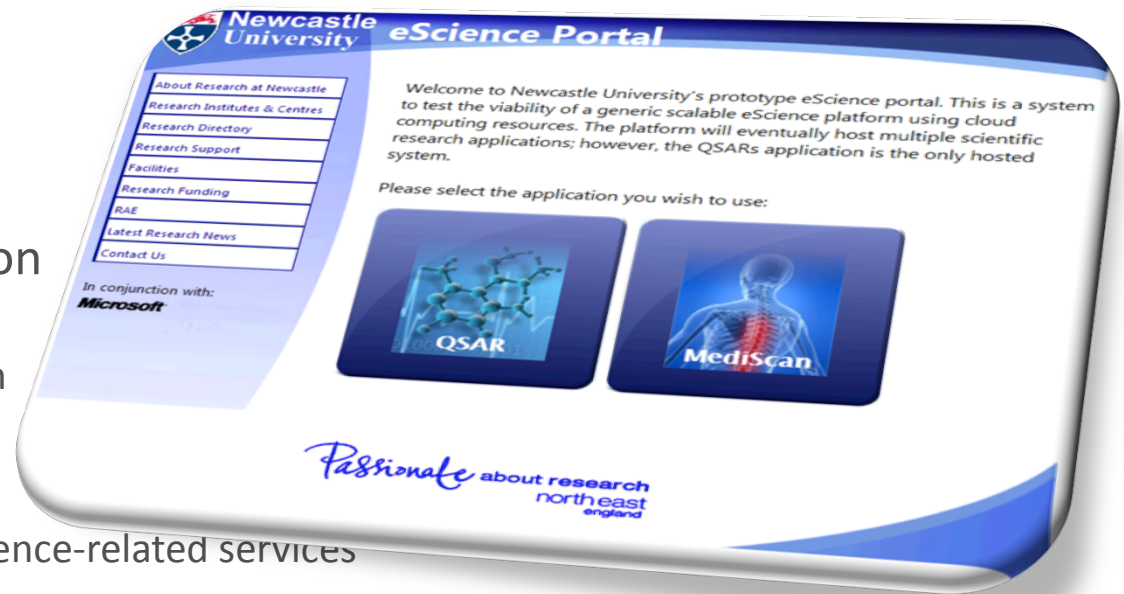 Newcastle
University
eScience Portal
About Research at Newcastle
Research Institutes & Centres
Research Directory
Research Support
Facilities
Research Funding
RAE
Latest Research News
Contact Us
In conjunction with:
Microsoft
Welcome to Newcastle University's prototype eScience portal. This is a system
to test the viability of a generic scalable eScience platform using cloud
computing resources. The platform will eventually host multiple scientific
research applications; however, the QSARs application is the only hosted
system.
Please select the application you wish to use:
QSAR
MediScan
Passionate about research
north east
england
on
ence-related services